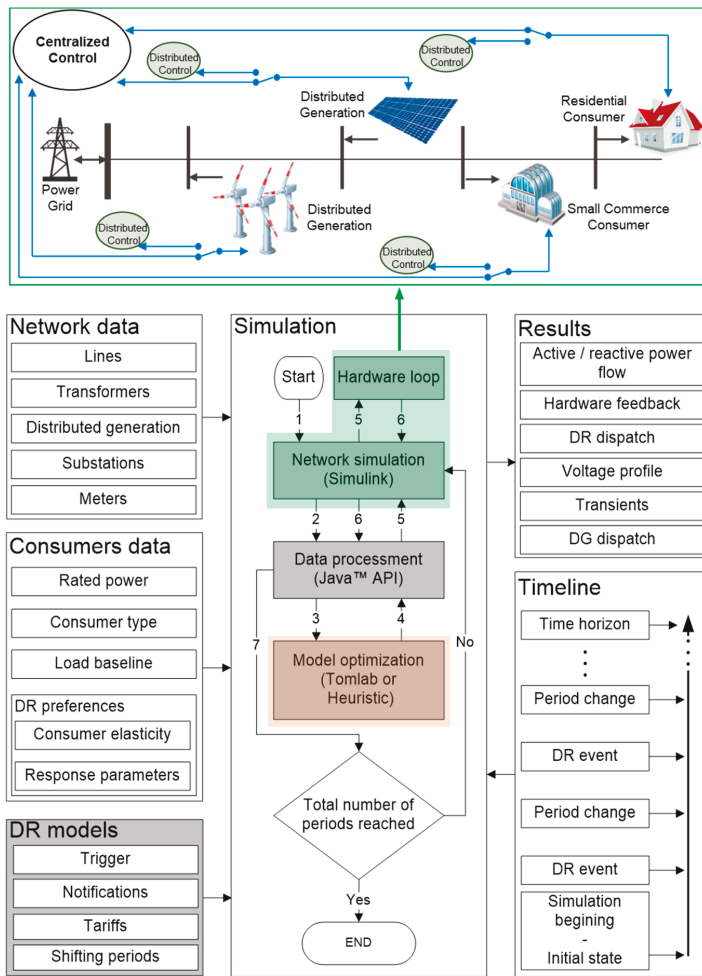 Centralized
Control
Distributed
Control
Distributed
Control
Distributed
Generation
Residential
Consumer
Power
Grid
Distributed
Generation
Small Commerce
Consumer
Distributed
Control
Distributed
Control
Network data
Lines
Transformers
Distributed generation
Substations
Meters
Consumers data
Rated power
Consumer type
Load baseline
DR preferences
Consumer elasticity
Response parameters
DR models
Trigger
Notifications
Tariffs
Shifting periods
Simulation
Start
Hardware loop
1
5
6
Network simulation
(Simulink)
2
6
5
Data processment
(Java™ API)
3
4
7
No
Model optimization
(Tomlab or
Heuristic)
Total number of
periods reached
Yes
END
Results
Active / reactive power
flow
Hardware feedback
DR dispatch
Voltage profile
Transients
DG dispatch
Timeline
Time horizon
Period change
DR event
Period change
DR event
Simulation
begining
-
Initial state